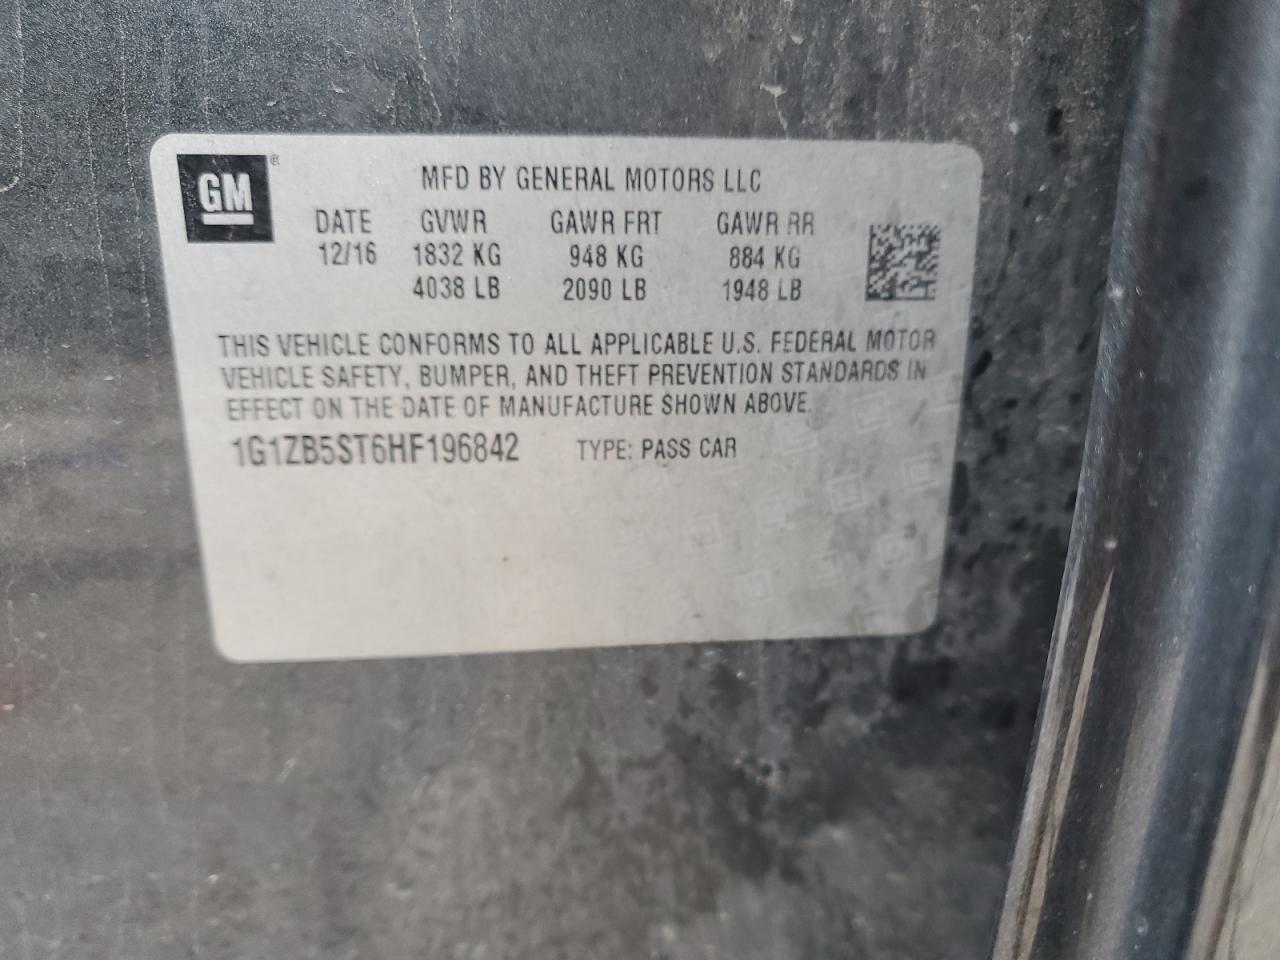 GM ®
MFD BY GENERAL MOTORS LLC
DATE GVWR GAWR FRT GAWR RR
12/16 1832 KG 948 KG 884 KG
4038 LB 2090 LB 1948 LB
THIS VEHICLE CONFORMS TO ALL APPLICABLE U.S. FEDERAL MOTOR
VEHICLE SAFETY, BUMPER, AND THEFT PREVENTION STANDARDS IN
EFFECT ON THE DATE OF MANUFACTURE SHOWN ABOVE.
1G1ZB5ST6HF196842 TYPE: PASS CAR